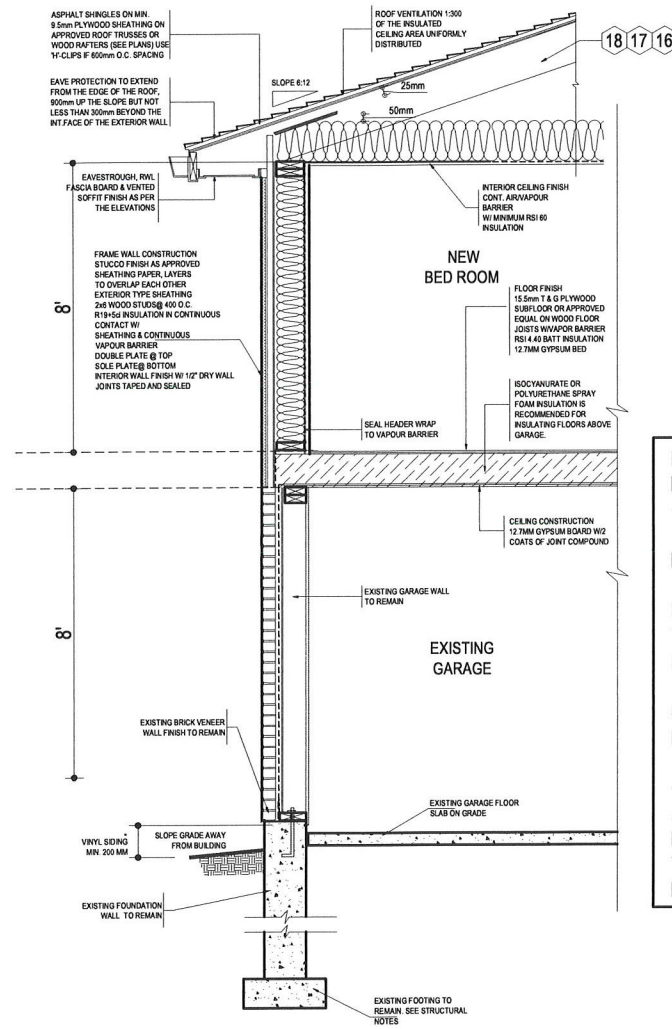 ASPHALT SHINGLES ON MIN.
9.5mm PLYWOOD SHEATHING ON
APPROVED ROOF TRUSSES OR
WOOD RAFTERS (SEE PLANS) USE
'H'-CLIPS IF 600mm O.C. SPACING
ROOF VENTILATION 1:300
OF THE INSULATED
CEILING AREA UNIFORMLY
DISTRIBUTED
18 17 16
EAVE PROTECTION TO EXTEND
FROM THE EDGE OF THE ROOF,
900mm UP THE SLOPE BUT NOT
LESS THAN 300mm BEYOND THE
INT.FACE OF THE EXTERIOR WALL
SLOPE 6:12
25mm
50mm
EAVESTROUGH, RWL
FASCIA BOARD & VENTED
SOFFIT FINISH AS PER
THE ELEVATIONS
INTERIOR CEILING FINISH
CONT. AIR/VAPOUR
BARRIER
W/ MINIMUM RSI 60
INSULATION
NEW
BED ROOM
FRAME WALL CONSTRUCTION
STUCCO FINISH AS APPROVED
SHEATHING PAPER, LAYERS
TO OVERLAP EACH OTHER
EXTERIOR TYPE SHEATHING
2x6 WOOD STUDS@ 400 O.C.
R19+5ci INSULATION IN CONTINUOUS
CONTACT W/
SHEATHING & CONTINUOUS
VAPOUR BARRIER
DOUBLE PLATE @ TOP
SOLE PLATE@ BOTTOM
INTERIOR WALL FINISH W/ 1/2" DRY WALL
JOINTS TAPED AND SEALED
8'
FLOOR FINISH
15.5mm T & G PLYWOOD
SUBFLOOR OR APPROVED
EQUAL ON WOOD FLOOR
JOISTS W/VAPOR BARRIER
RSI 4.40 BATT INSULATION
12.7MM GYPSUM BED
ISOCYANURATE OR
POLYURETHANE SPRAY
FOAM INSULATION IS
RECOMMENDED FOR
INSULATING FLOORS ABOVE
GARAGE.
SEAL HEADER WRAP
TO VAPOUR BARRIER
CEILING CONSTRUCTION
12.7MM GYPSUM BOARD W/2
COATS OF JOINT COMPOUND
EXISTING GARAGE WALL
TO REMAIN
8'
EXISTING
GARAGE
EXISTING BRICK VENEER
WALL FINISH TO REMAIN
EXISTING GARAGE FLOOR
SLAB ON GRADE
VINYL SIDING
MIN. 200 MM
SLOPE GRADE AWAY
FROM BUILDING
EXISTING FOUNDATION
WALL TO REMAIN
EXISTING FOOTING TO
REMAIN. SEE STRUCTURAL
NOTES